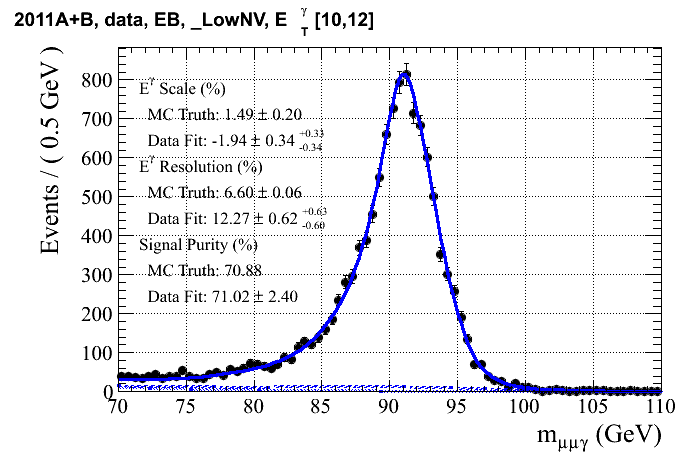 2011A+B, data, EB, _LowNV, E_T^γ [10,12]
Events / ( 0.5 GeV )
800
700
600
500
400
300
200
100
0
E^γ Scale (%)
MC Truth: 1.49 ± 0.20
Data Fit: -1.94 ± 0.34 +0.33 -0.34
E^γ Resolution (%)
MC Truth: 6.60 ± 0.06
Data Fit: 12.27 ± 0.62 +0.63 -0.60
Signal Purity (%)
MC Truth: 70.88
Data Fit: 71.02 ± 2.40
70 75 80 85 90 95 100 105 110
m_μμγ (GeV)